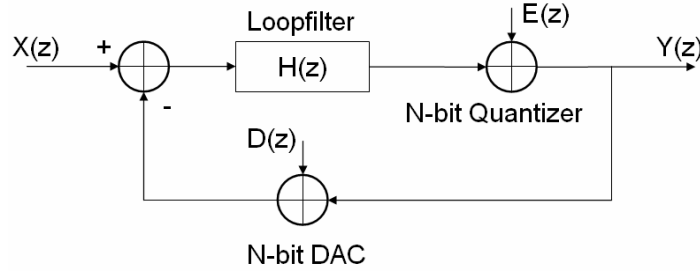 Loopfilter
E(z)
X(z)
+
H(z)
Y(z)
-
N-bit Quantizer
D(z)
N-bit DAC